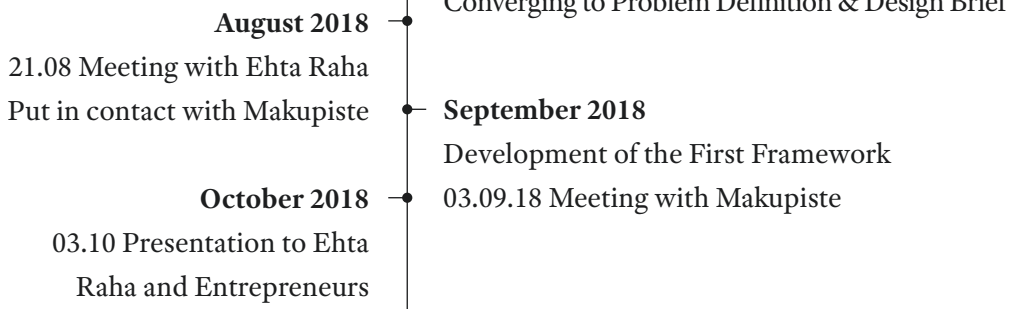 Converging to Problem Definition & Design Brief
August 2018
21.08 Meeting with Ehta Raha
Put in contact with Makupiste
September 2018
Development of the First Framework
03.09.18 Meeting with Makupiste
October 2018
03.10 Presentation to Ehta
Raha and Entrepreneurs